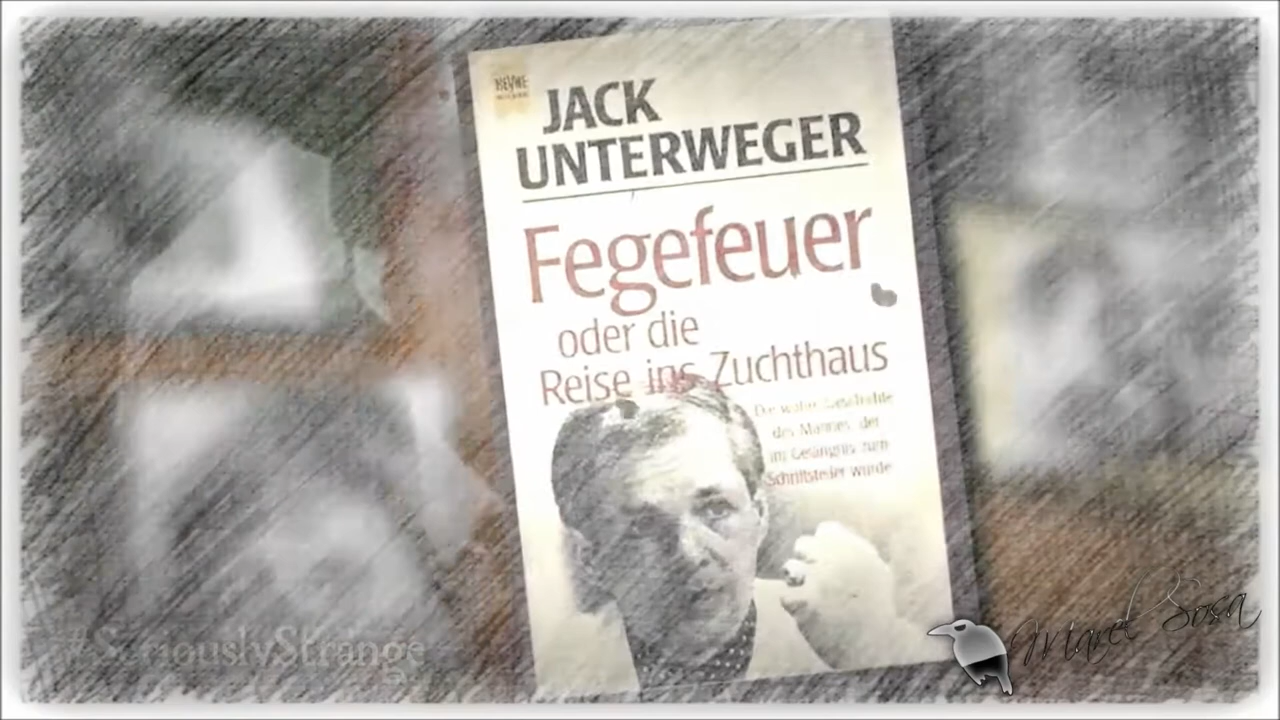 HEYNE
JACK
UNTERWEGER
Fegefeuer
oder die
Reise ins Zuchthaus
Die wahre Geschichte
des Mannes, der
im Gefängnis zum
Schriftsteller wurde
#SeriouslyStrange
Sosa